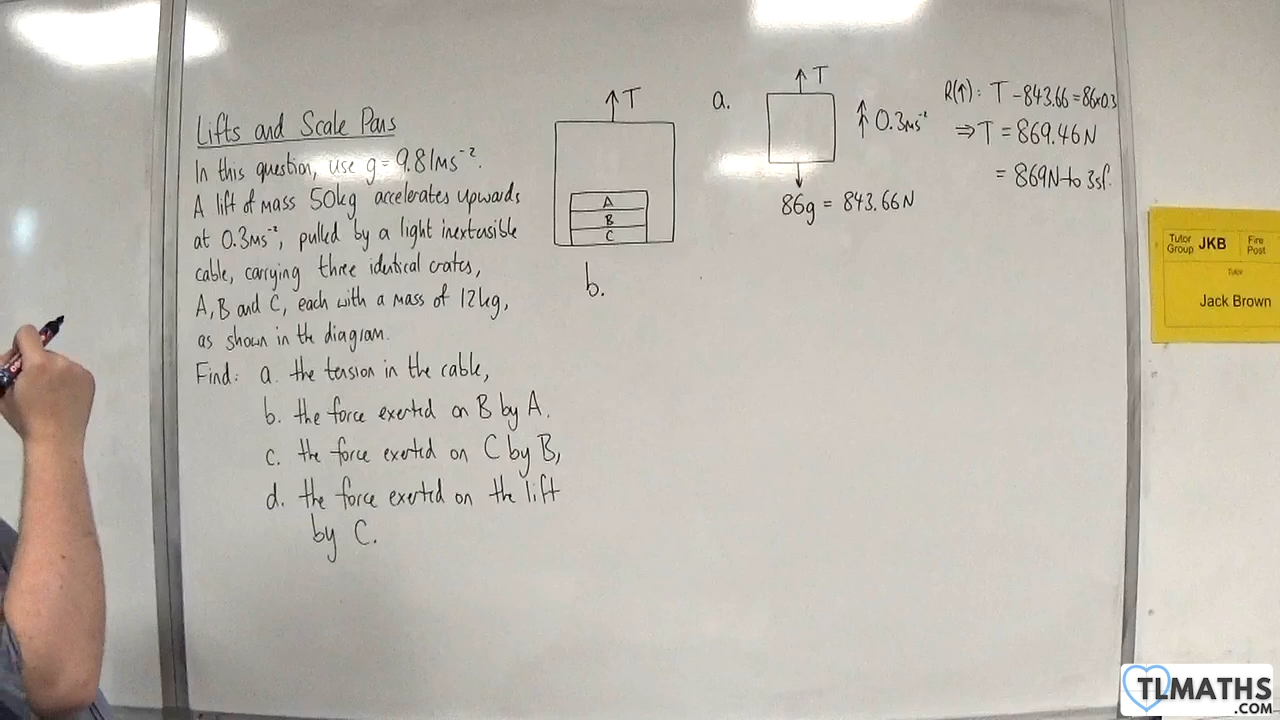 Lifts and Scale Pans
In this question, use g = 9.81ms⁻².
A lift of mass 50kg accelerates upwards
at 0.3ms⁻², pulled by a light inextensible
cable, carrying three identical crates,
A, B and C, each with a mass of 12kg,
as shown in the diagram.
Find: a. the tension in the cable,
b. the force exerted on B by A.
c. the force exerted on C by B,
d. the force exerted on the lift
by C.
T
A
B
C
b.
a.
T
0.3ms⁻²
86g = 843.66N
R(↑): T - 843.66 = 86×0.3
⇒ T = 869.46N
= 869N to 3sf.
Tutor Group JKB Fire Post
Tutor
Jack Brown
TLMATHS
.COM